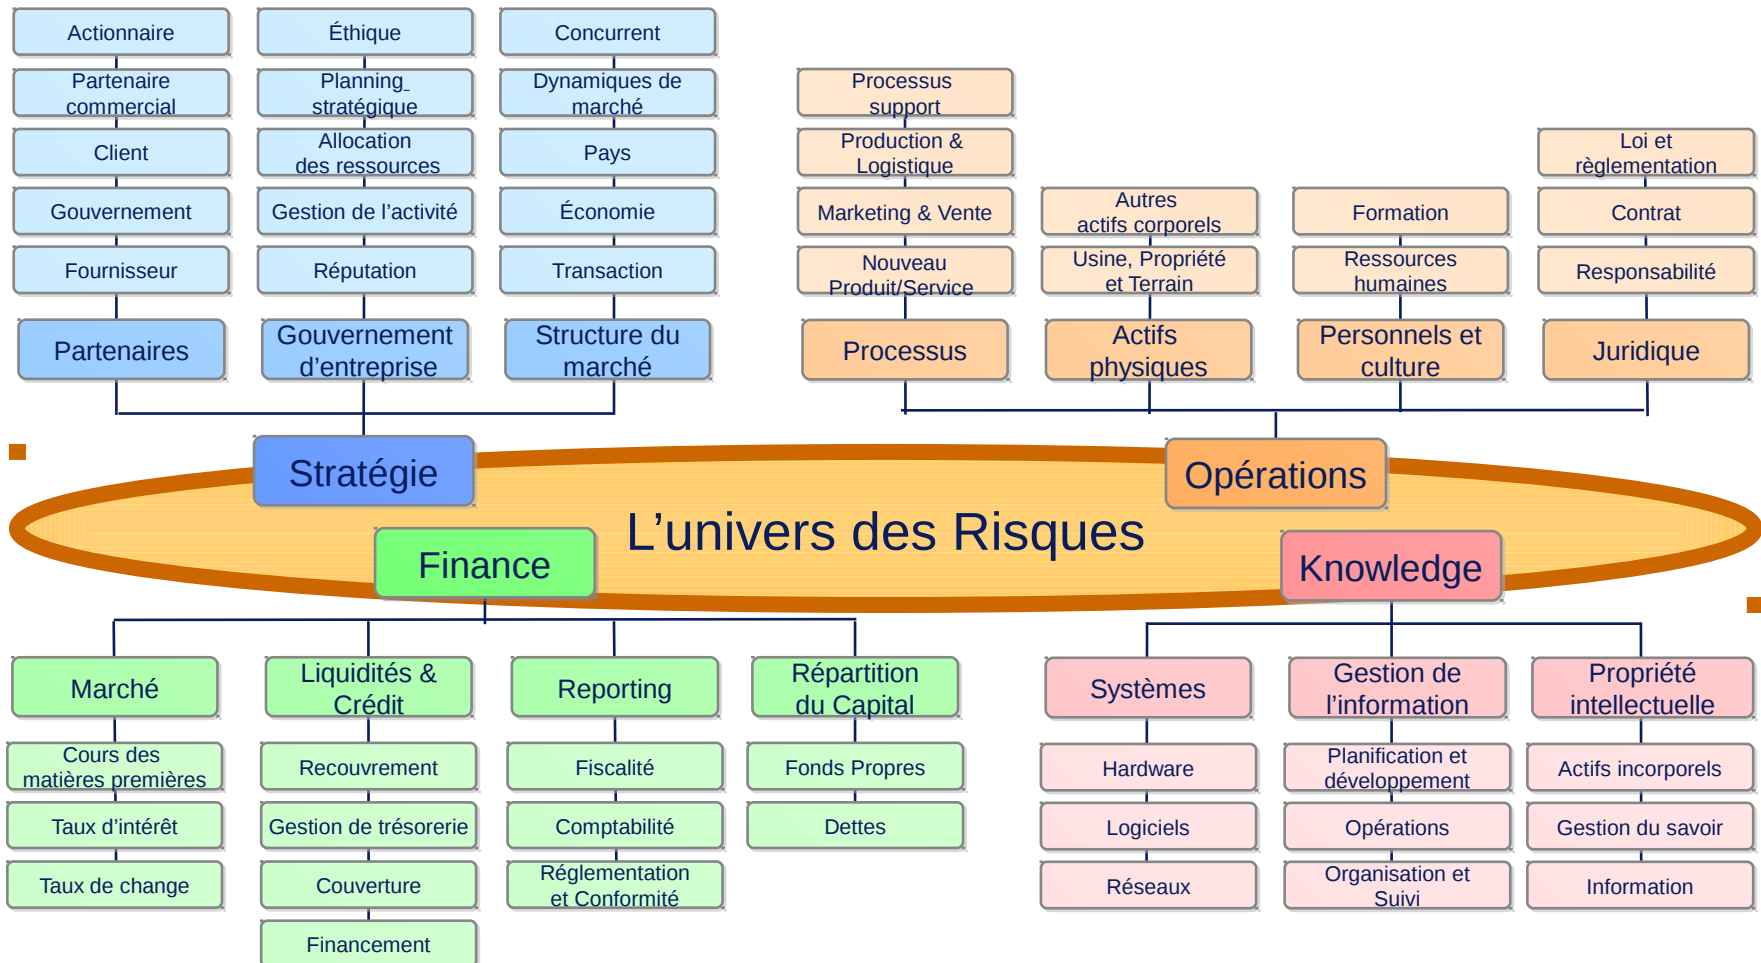 Actionnaire
Partenaire
commercial
Client
Gouvernement
Fournisseur
Partenaires
Éthique
Planning
stratégique
Allocation
des ressources
Gestion de l’activité
Réputation
Gouvernement
d’entreprise
Concurrent
Dynamiques de
marché
Pays
Économie
Transaction
Structure du
marché
Processus
support
Production &
Logistique
Marketing & Vente
Nouveau
Produit/Service
Processus
Autres
actifs corporels
Usine, Propriété
et Terrain
Actifs
physiques
Formation
Ressources
humaines
Personnels et
culture
Loi et
règlementation
Contrat
Responsabilité
Juridique
Stratégie
Opérations
L’univers des Risques
Finance
Knowledge
Marché
Cours des
matières premières
Taux d’intérêt
Taux de change
Liquidités &
Crédit
Recouvrement
Gestion de trésorerie
Couverture
Financement
Reporting
Fiscalité
Comptabilité
Réglementation
et Conformité
Répartition
du Capital
Fonds Propres
Dettes
Systèmes
Hardware
Logiciels
Réseaux
Gestion de
l’information
Planification et
développement
Opérations
Organisation et
Suivi
Propriété
intellectuelle
Actifs incorporels
Gestion du savoir
Information